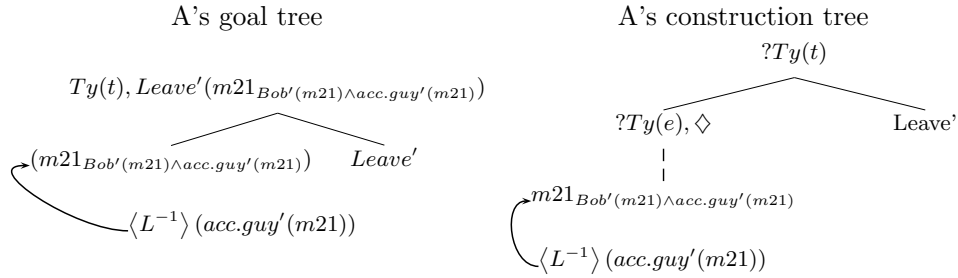 A's goal tree
Ty(t), Leave′(m21_{Bob′(m21)∧acc.guy′(m21)})
(m21_{Bob′(m21)∧acc.guy′(m21)}) Leave′
⟨L⁻¹⟩ (acc.guy′(m21))
A's construction tree
?Ty(t)
?Ty(e), ♢ Leave'
m21_{Bob′(m21)∧acc.guy′(m21)}
⟨L⁻¹⟩ (acc.guy′(m21))